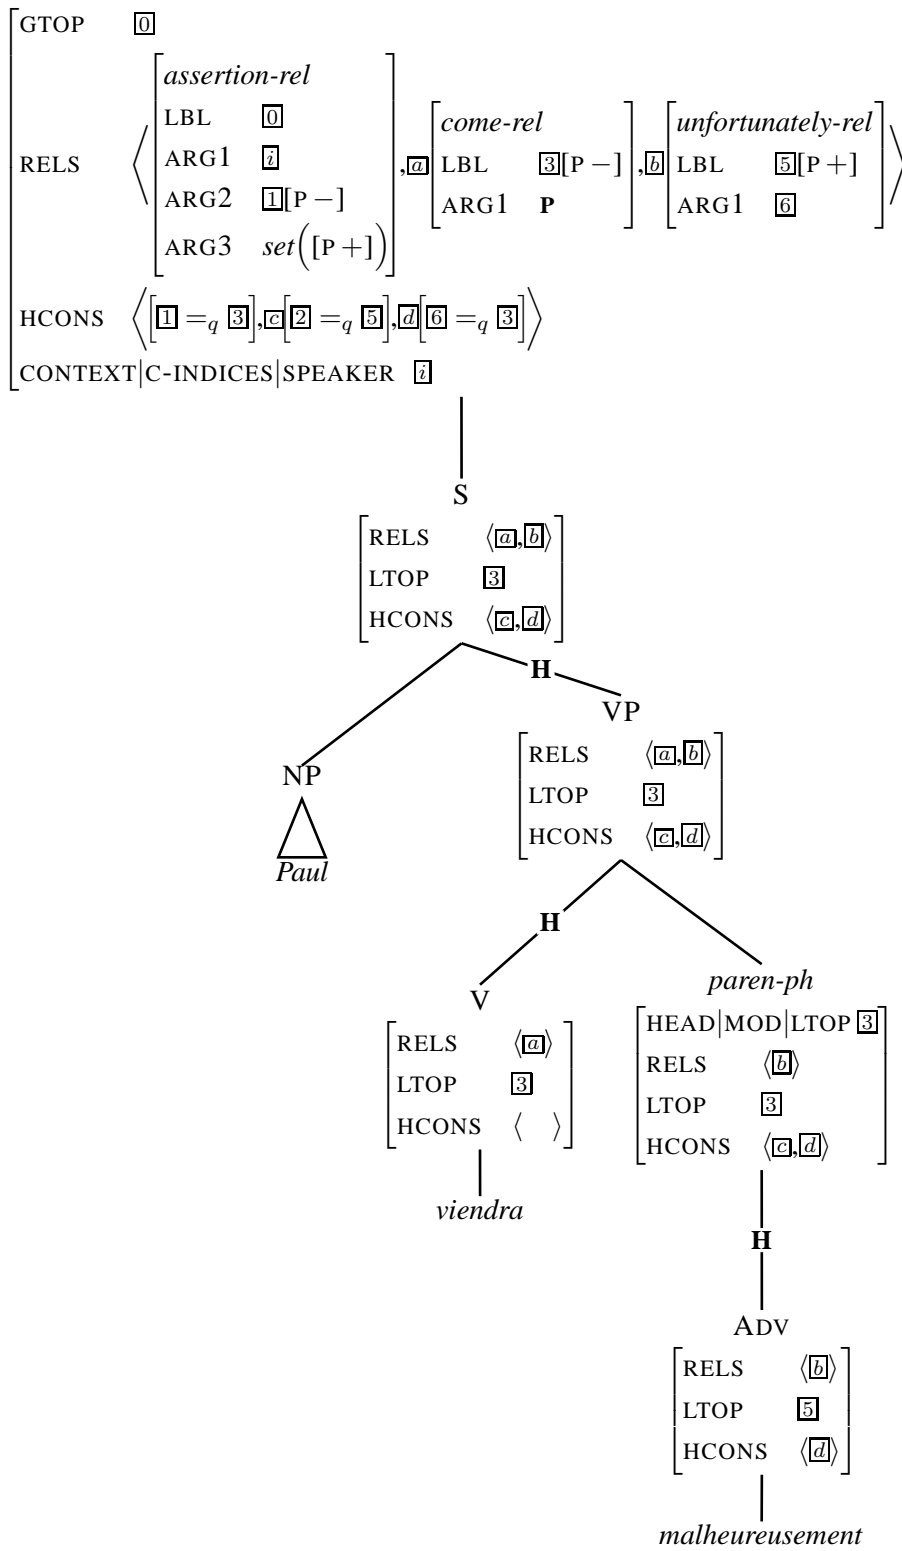 GTOP 0
RELS ⟨[assertion-rel LBL 0 ARG1 i ARG2 1[P −] ARG3 set([P +])], a[come-rel LBL 3[P −] ARG1 P], b[unfortunately-rel LBL 5[P +] ARG1 6]⟩
HCONS ⟨[1 =q 3], c[2 =q 5], d[6 =q 3]⟩
CONTEXT|C-INDICES|SPEAKER i
S
RELS ⟨a, b⟩
LTOP 3
HCONS ⟨c, d⟩
H
NP
Paul
VP
RELS ⟨a, b⟩
LTOP 3
HCONS ⟨c, d⟩
H
V
RELS ⟨a⟩
LTOP 3
HCONS ⟨ ⟩
viendra
paren-ph
HEAD|MOD|LTOP 3
RELS ⟨b⟩
LTOP 3
HCONS ⟨c, d⟩
H
ADV
RELS ⟨b⟩
LTOP 5
HCONS ⟨d⟩
malheureusement